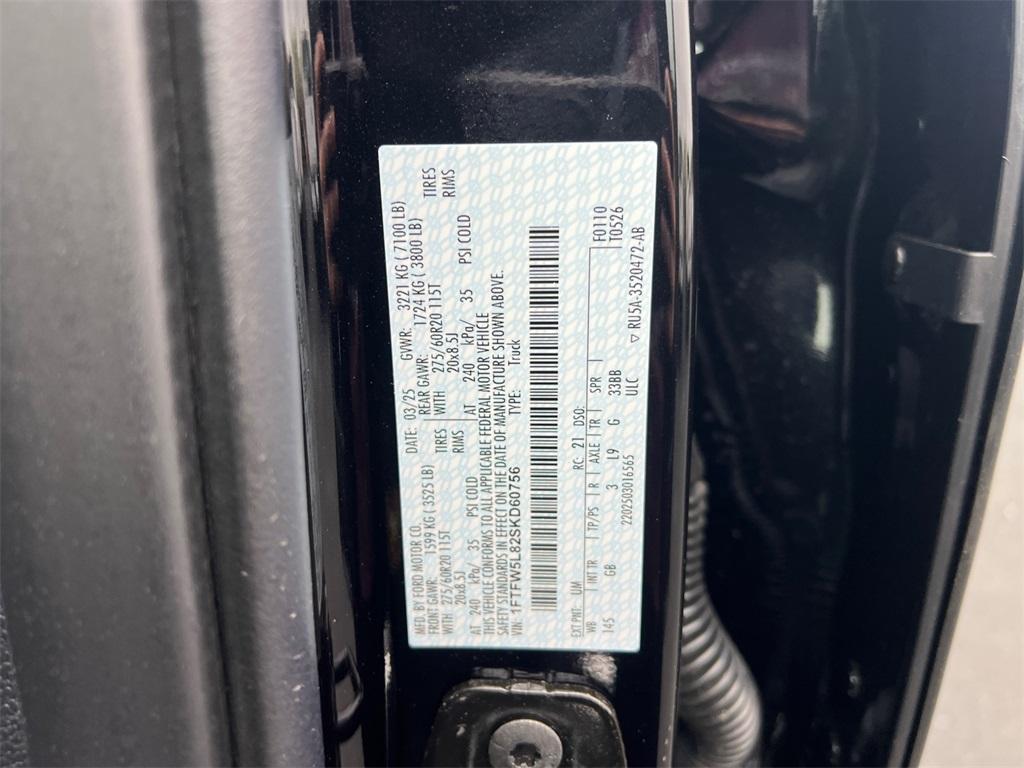 MFD. BY FORD MOTOR CO. DATE: 03/25 GVWR: 3221 KG ( 7100 LB)
FRONT GAWR: 1599 KG ( 3525 LB) REAR GAWR: 1724 KG ( 3800 LB)
WITH 275/60R20 115T TIRES WITH 275/60R20 115T TIRES
20x8.5J RIMS 20x8.5J RIMS
AT 240 kPa/ 35 PSI COLD AT 240 kPa/ 35 PSI COLD
THIS VEHICLE CONFORMS TO ALL APPLICABLE FEDERAL MOTOR VEHICLE
SAFETY STANDARDS IN EFFECT ON THE DATE OF MANUFACTURE SHOWN ABOVE.
VIN: 1FTFW5L82SKD60756 TYPE: Truck
EXT PNT: UM RC: 21 DSO: F0110
WB INT TR TP/PS R AXLE TR SPR T0526
145 GB 3 L9 G 33BB
2202503016565 ULC ▽ RU5A-3520472-AB